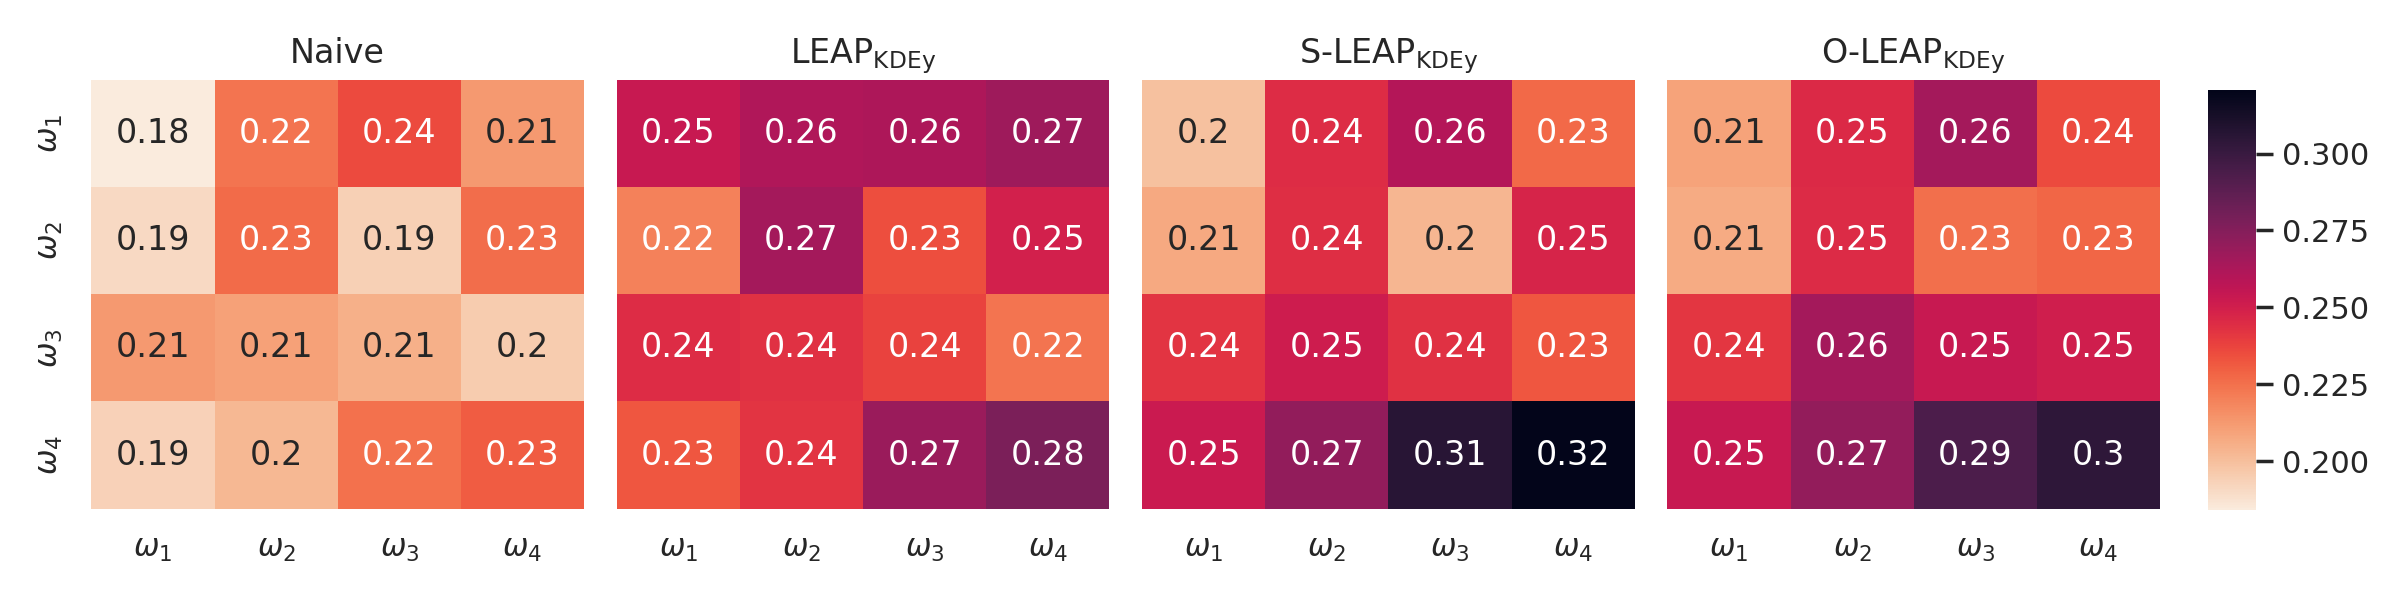 Naive LEAP_KDEy S-LEAP_KDEy O-LEAP_KDEy
ω1 0.18 0.22 0.24 0.21 0.25 0.26 0.26 0.27 0.2 0.24 0.26 0.23 0.21 0.25 0.26 0.24
0.300
0.275
ω2 0.19 0.23 0.19 0.23 0.22 0.27 0.23 0.25 0.21 0.24 0.2 0.25 0.21 0.25 0.23 0.23
0.250
ω3 0.21 0.21 0.21 0.2 0.24 0.24 0.24 0.22 0.24 0.25 0.24 0.23 0.24 0.26 0.25 0.25
0.225
ω4 0.19 0.2 0.22 0.23 0.23 0.24 0.27 0.28 0.25 0.27 0.31 0.32 0.25 0.27 0.29 0.3
0.200
ω1 ω2 ω3 ω4 ω1 ω2 ω3 ω4 ω1 ω2 ω3 ω4 ω1 ω2 ω3 ω4